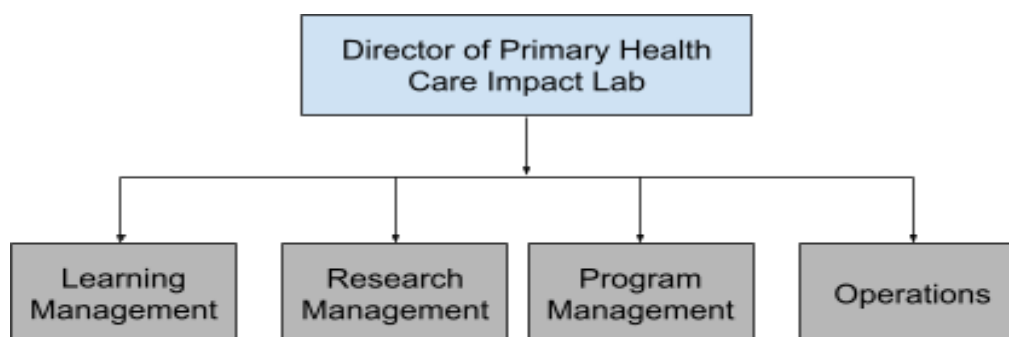 Director of Primary Health
Care Impact Lab
Learning
Management
Research
Management
Program
Management
Operations